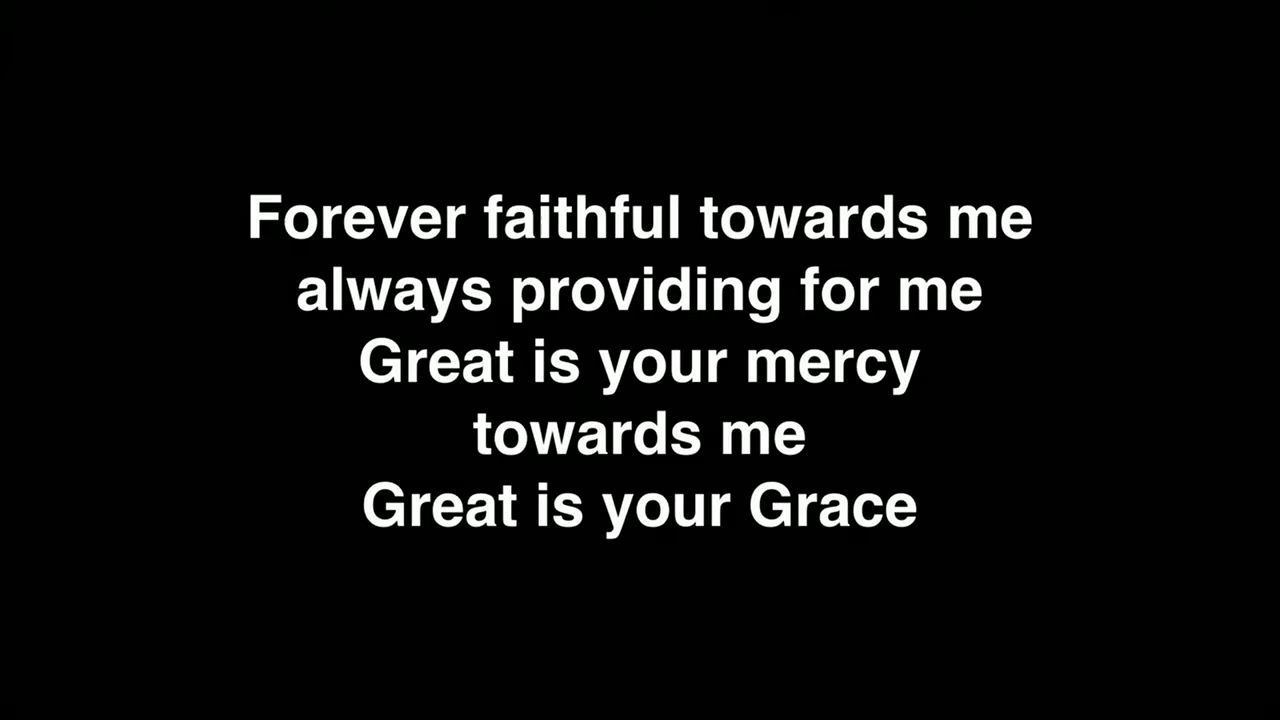 Forever faithful towards me
always providing for me
Great is your mercy
towards me
Great is your Grace